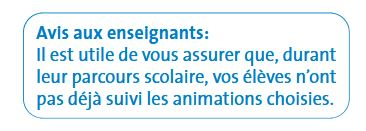 Avis aux enseignants:
Il est utile de vous assurer que, durant
leur parcours scolaire, vos élèves n’ont
pas déjà suivi les animations choisies.